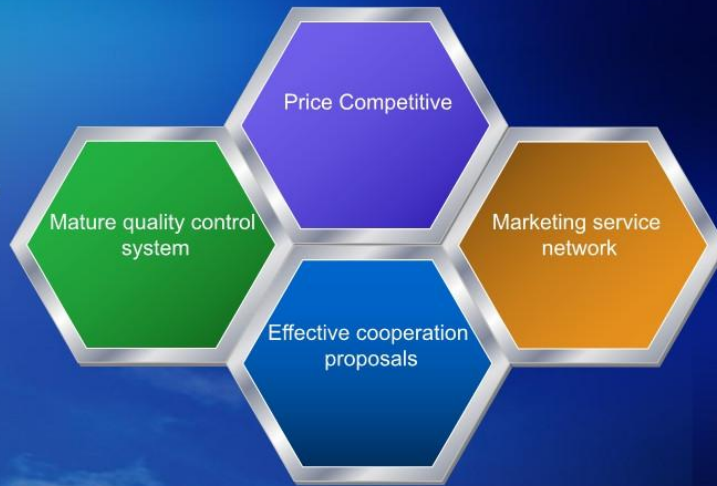 Price Competitive
Mature quality control
system
Marketing service
network
Effective cooperation
proposals